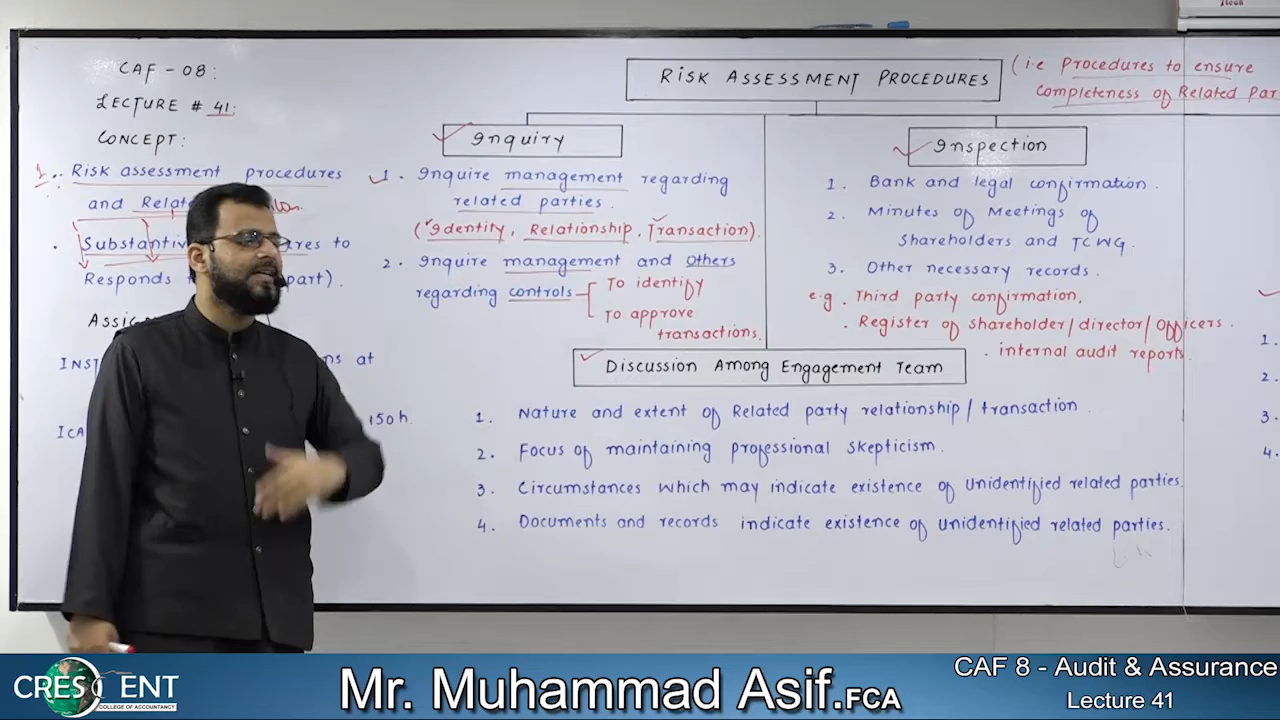 CAF - 08:
LECTURE # 41:
CONCEPT:
1. Risk assessment procedures
and
. Substantiv
to
Responds
part).
at
150h.
RISK ASSESSMENT PROCEDURES
(i.e Procedures to ensure
Completeness of Related Par
Inquiry
1. Inquire management regarding
related parties.
(Identity, Relationship. Transaction).
2. Inquire management and others
regarding controls
To identify
To approve
transactions.
Inspection
1. Bank and legal confirmation.
2. Minutes of Meetings of
Shareholders and TCWG.
3. Other necessary records.
e.g . Third party confirmation,
. Register of shareholder/director/officers.
. internal audit reports
1.
2.
3.
4.
Discussion Among Engagement Team
1. Nature and extent of Related party relationship/transaction.
2. Focus of maintaining professional skepticism.
3. Circumstances which may indicate existence of unidentified related parties
4. Documents and records indicate existence of unidentified related parties.
CRESCENT
COLLEGE OF ACCOUNTANCY
Mr. Muhammad Asif.FCA
CAF 8 - Audit & Assurance
Lecture 41